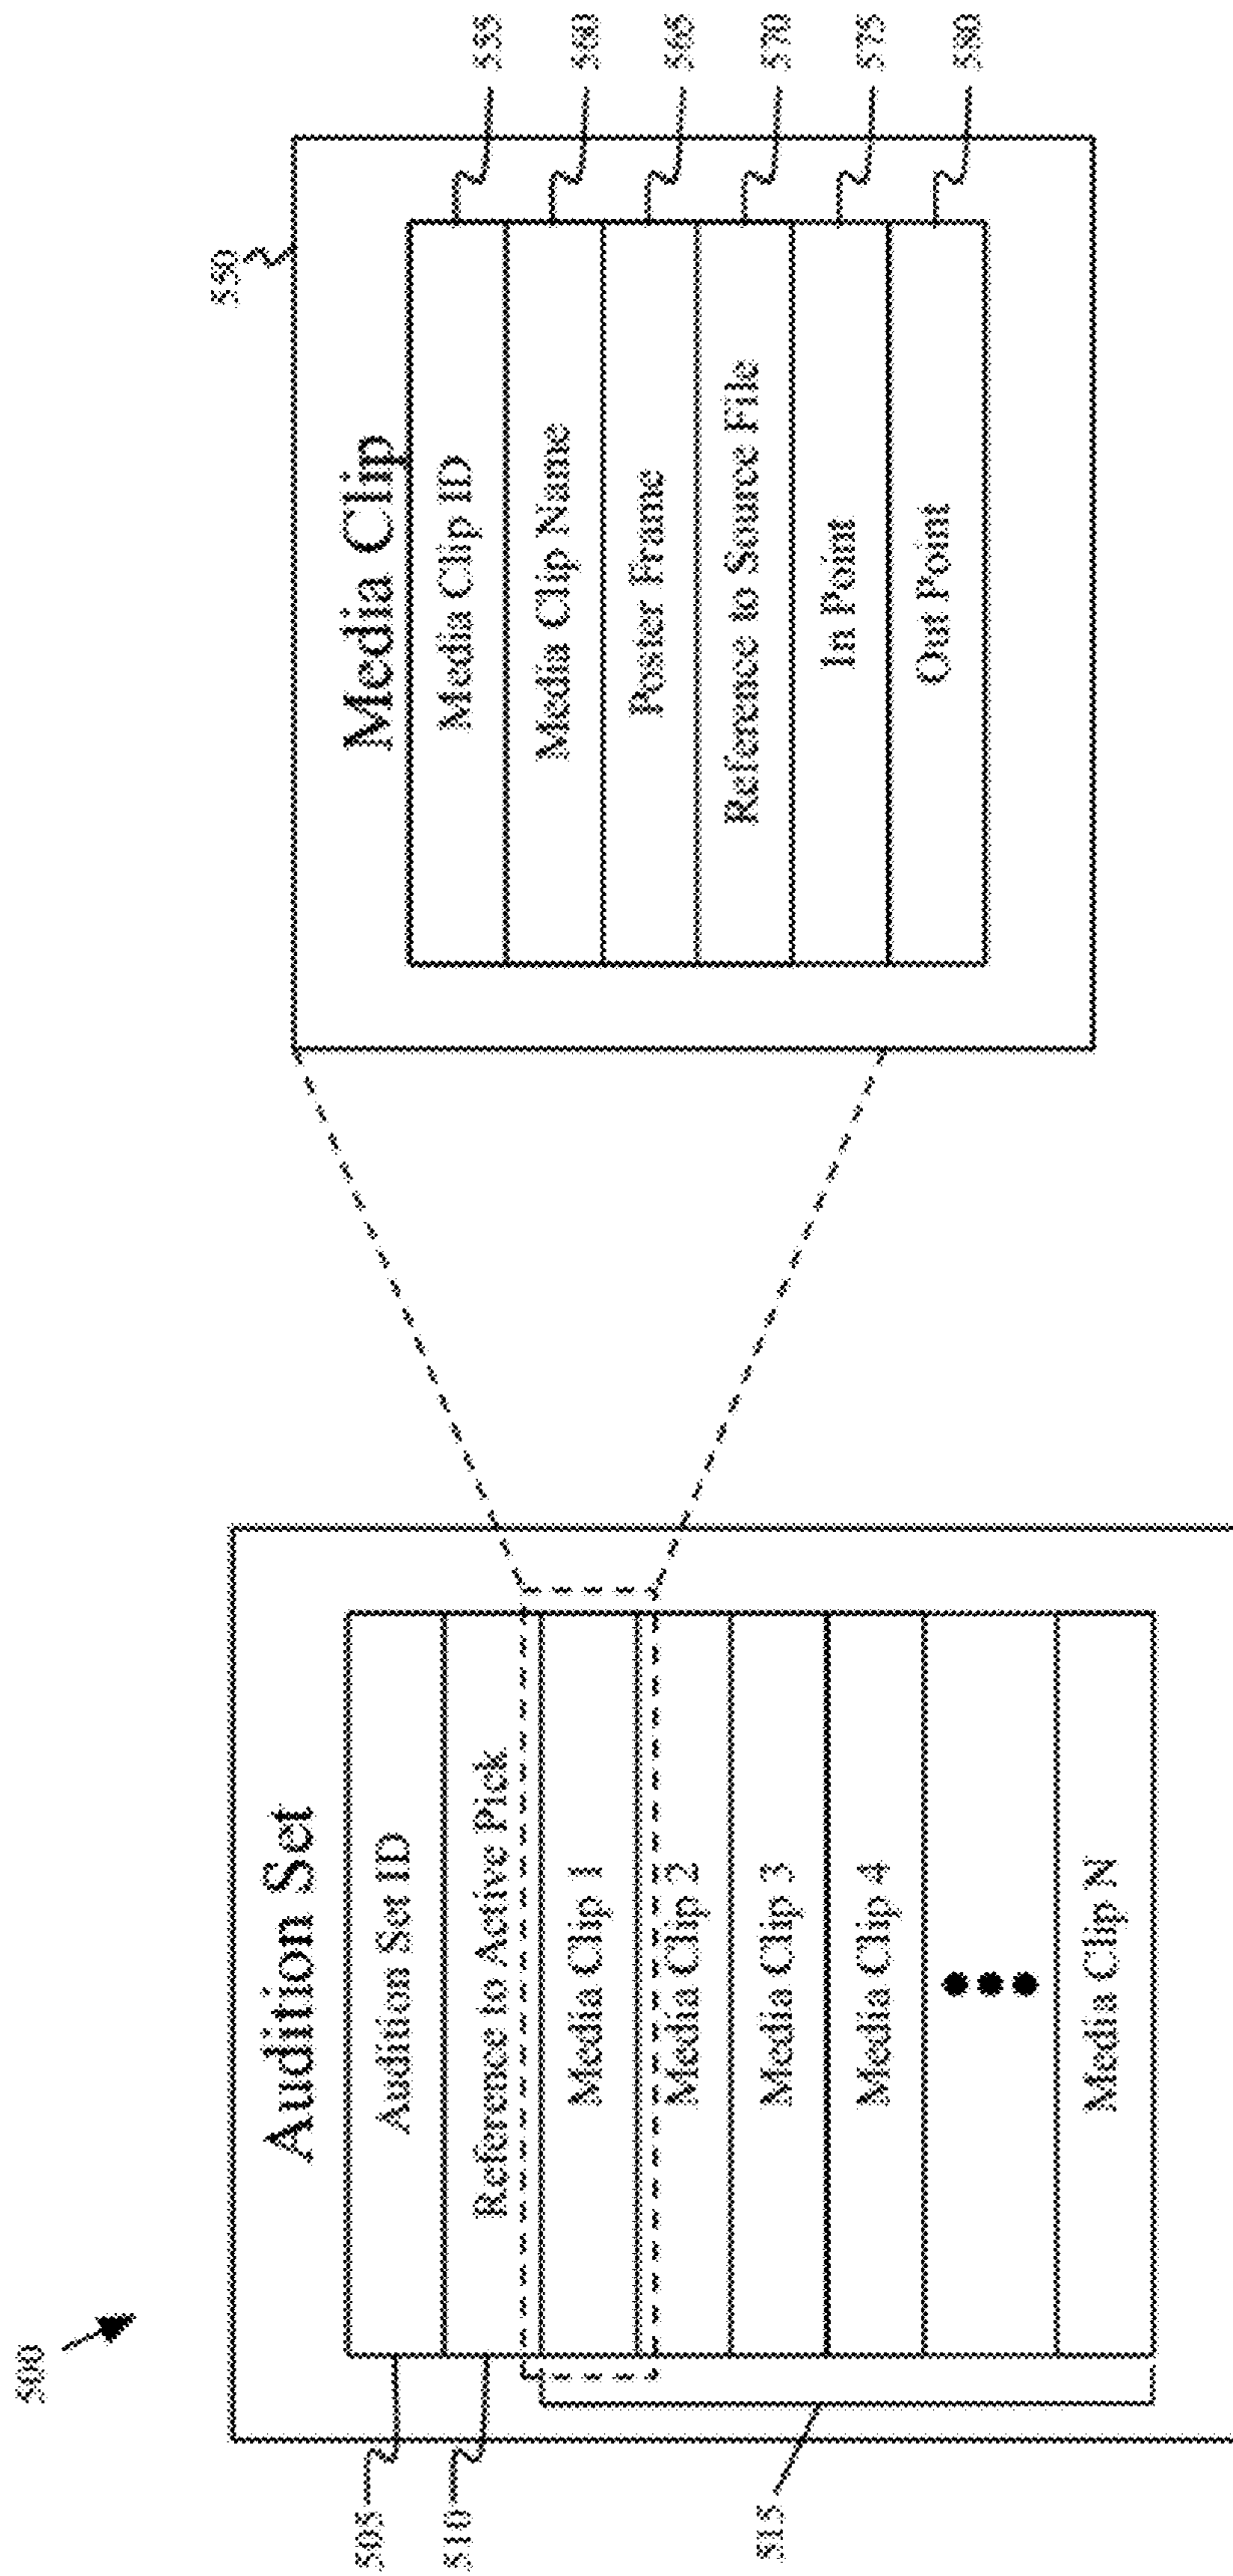 500
Audition Set
505
Audition Set ID
510
Reference to Active Pick
Media Clip 1
Media Clip 2
Media Clip 3
Media Clip 4
Media Clip N
515
550
Media Clip
Media Clip ID
555
Media Clip Name
560
Poster Frame
565
Reference to Source File
570
In Point
575
Out Point
580